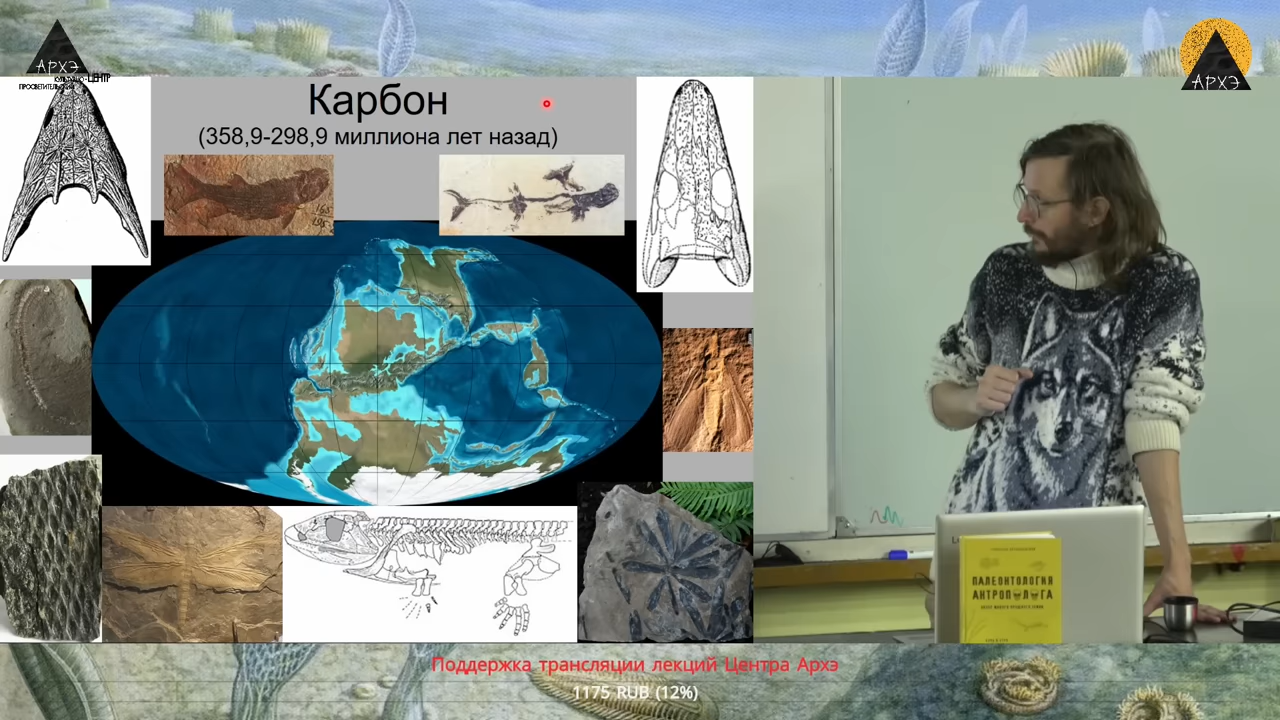 АРХЭ
ЦЕНТР
ПРОСВЕТИТЕЛЬСКИЙ
АРХЭ
Карбон
(358,9-298,9 миллиона лет назад)
ПАЛЕОНТОЛОГИЯ
АНТРОПОЛОГА
Поддержка трансляции лекций Центра Архэ
1175 RUB (12%)